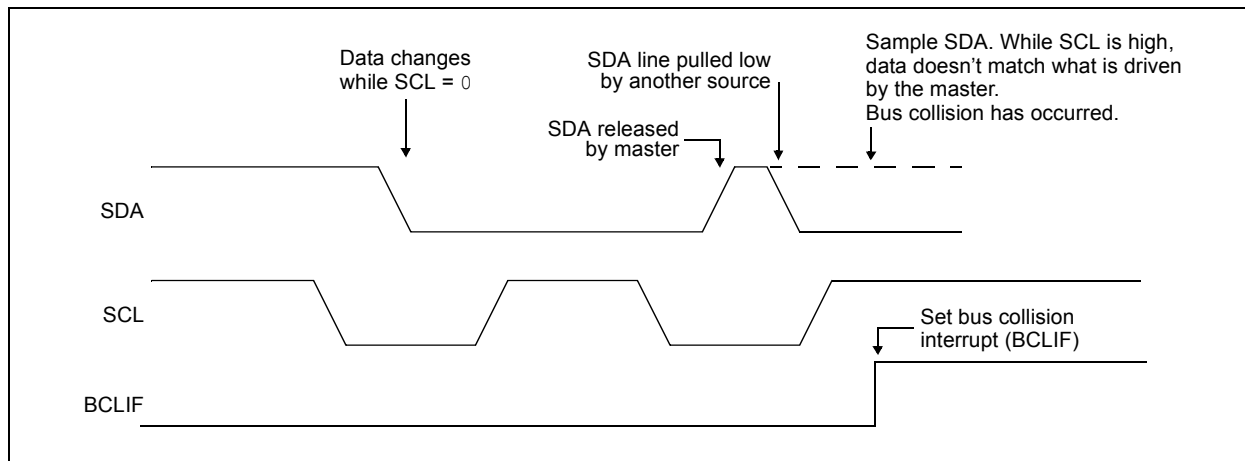 Data changes
while SCL = 0
SDA line pulled low
by another source
SDA released
by master
Sample SDA. While SCL is high,
data doesn’t match what is driven
by the master.
Bus collision has occurred.
SDA
SCL
Set bus collision
interrupt (BCLIF)
BCLIF